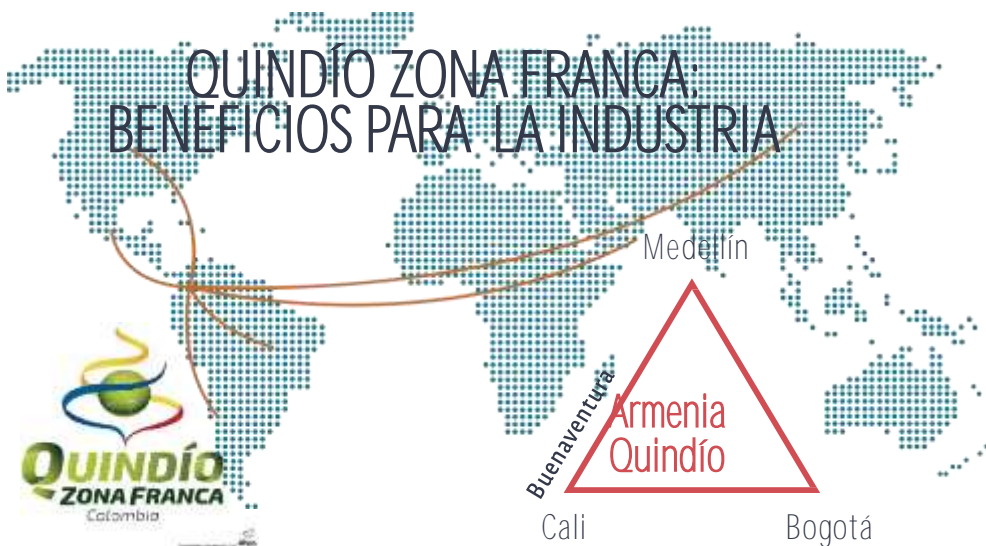 QUINDÍO ZONA FRANCA:
BENEFICIOS PARA LA INDUSTRIA
Medellín
Buenaventura
Armenia
Quindío
QUINDÍO
ZONA FRANCA
Colombia
Cali
Bogotá